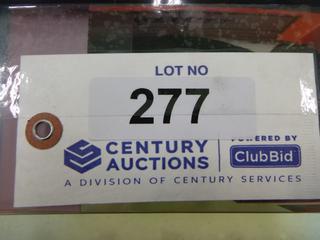 LOT NO
277
CENTURY AUCTIONS
POWERED BY
ClubBid
A DIVISION OF CENTURY SERVICES